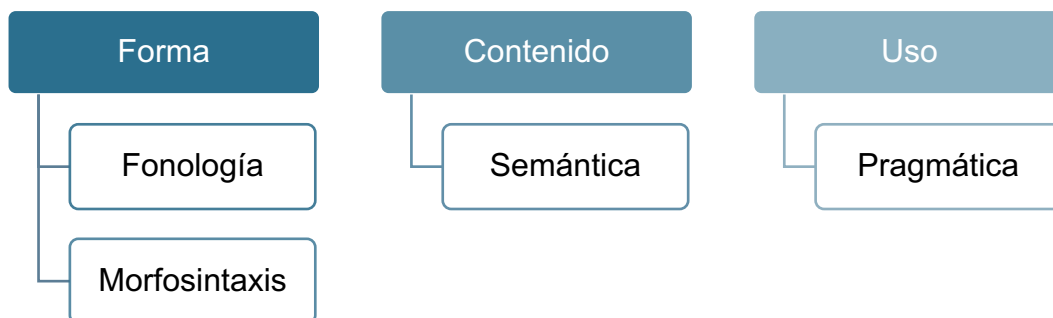 Forma
Contenido
Uso
Fonología
Semántica
Pragmática
Morfosintaxis